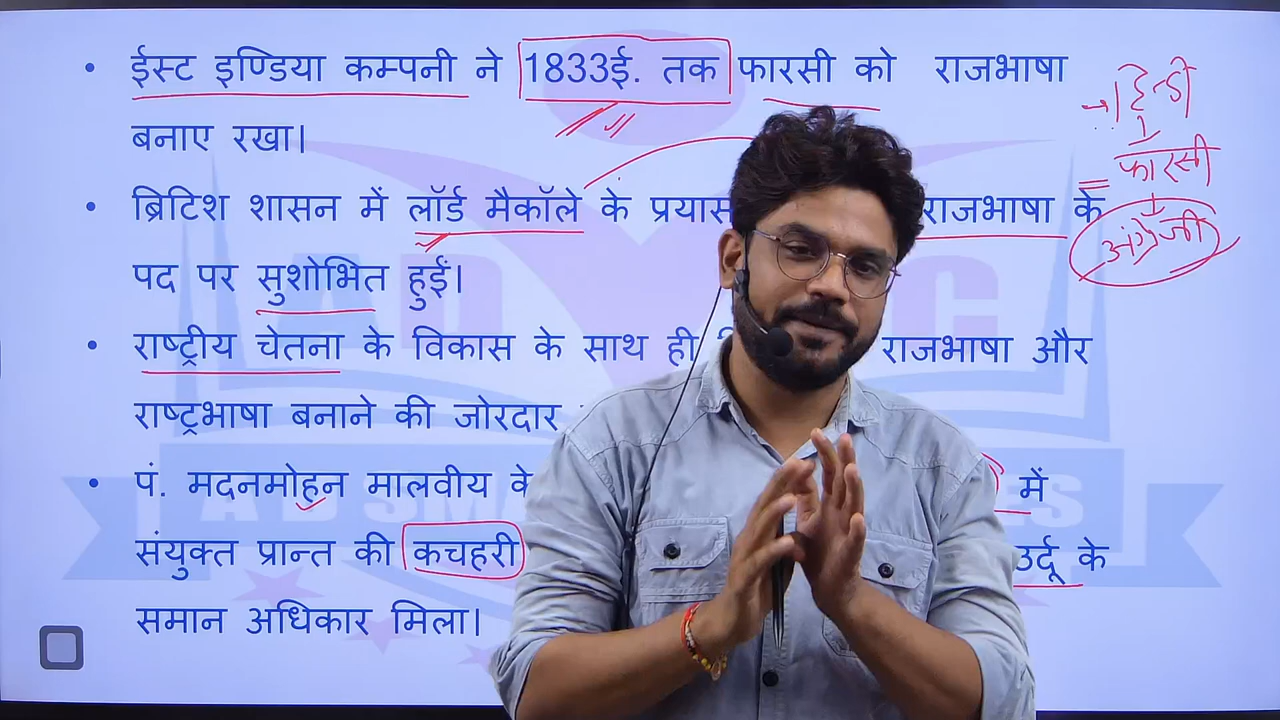 ईस्ट इण्डिया कम्पनी ने 1833ई. तक फारसी को राजभाषा
बनाए रखा।
ब्रिटिश शासन में लॉर्ड मैकॉले के प्रयास राजभाषा के
पद पर सुशोभित हुईं।
राष्ट्रीय चेतना के विकास के साथ ही राजभाषा और
राष्ट्रभाषा बनाने की जोरदार
पं. मदनमोहन मालवीय के में
संयुक्त प्रान्त की कचहरी उर्दू के
समान अधिकार मिला।
हिन्दी
फारसी
अंग्रेजी